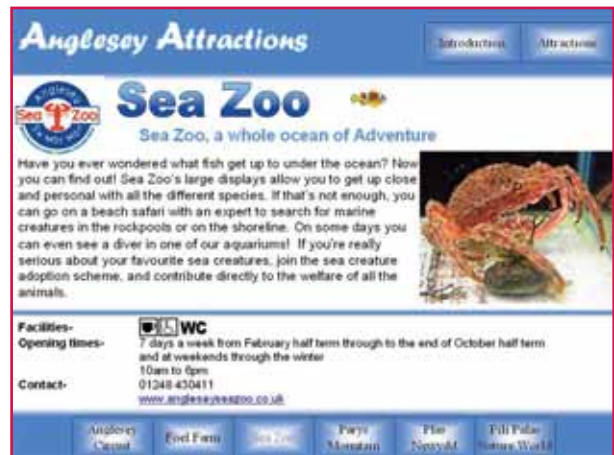 Anglesey Attractions
Introduction
Attractions
Anglesey
Sea Zoo
Sea Zoo
Sea Zoo, a whole ocean of Adventure
Have you ever wondered what fish get up to under the ocean? Now
you can find out! Sea Zoo's large displays allow you to get up close
and personal with all the different species. If that's not enough, you
can go on a beach safari with an expert to search for marine
creatures in the rockpools or on the shoreline. On some days you
can even see a diver in one of our aquariums! If you're really
serious about your favourite sea creatures, join the sea creature
adoption scheme, and contribute directly to the welfare of all the
animals.
Facilities- WC
Opening times- 7 days a week from February half term through to the end of October half term
and at weekends through the winter
10am to 6pm
Contact- 01248 430411
www.angleseyseazoo.co.uk
Anglesey
Circuit
Foel Farm
Sea Zoo
Parys
Mountain
Plas
Newydd
Pili Palas
Nature World